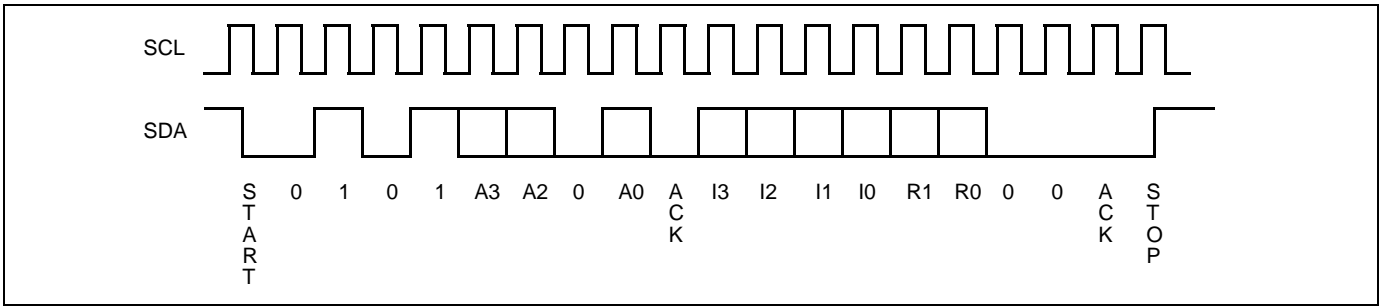 SCL
SDA
START 0 1 0 1 A3 A2 0 A0 ACK I3 I2 I1 I0 R1 R0 0 0 ACK STOP